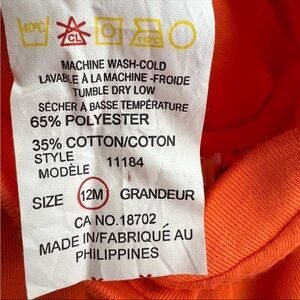 40°C CL
MACHINE WASH-COLD
LAVABLE À LA MACHINE -FROIDE
TUMBLE DRY LOW
SÉCHER À BASSE TEMPÉRATURE
65% POLYESTER
35% COTTON/COTON
STYLE
MODÈLE 11184
SIZE 12M GRANDEUR
CA NO.18702
MADE IN/FABRIQUÉ AU
PHILIPPINES